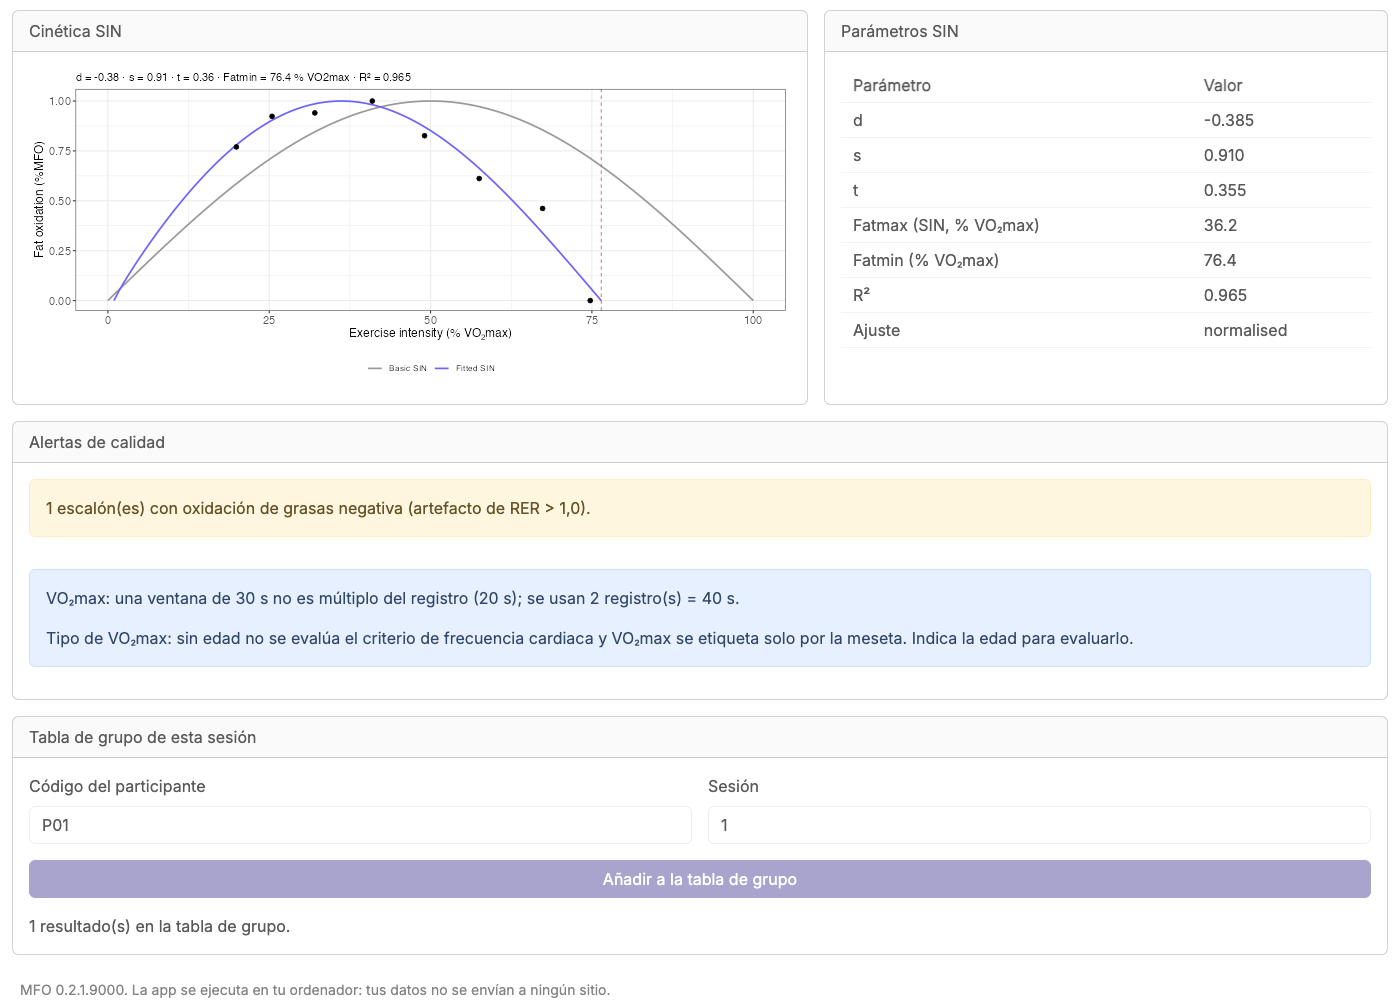 Cinética SIN
d = -0.38 · s = 0.91 · t = 0.36 · Fatmin = 76.4 % VO2max · R² = 0.965
Fat oxidation (%MFO)
1.00
0.75
0.50
0.25
0.00
0 25 50 75 100
Exercise intensity (% VO₂max)
Basic SIN Fitted SIN
Parámetros SIN
Parámetro Valor
d -0.385
s 0.910
t 0.355
Fatmax (SIN, % VO₂max) 36.2
Fatmin (% VO₂max) 76.4
R² 0.965
Ajuste normalised
Alertas de calidad
1 escalón(es) con oxidación de grasas negativa (artefacto de RER > 1,0).
VO₂max: una ventana de 30 s no es múltiplo del registro (20 s); se usan 2 registro(s) = 40 s.
Tipo de VO₂max: sin edad no se evalúa el criterio de frecuencia cardiaca y VO₂max se etiqueta solo por la meseta. Indica la edad para evaluarlo.
Tabla de grupo de esta sesión
Código del participante Sesión
P01 1
Añadir a la tabla de grupo
1 resultado(s) en la tabla de grupo.
MFO 0.2.1.9000. La app se ejecuta en tu ordenador: tus datos no se envían a ningún sitio.